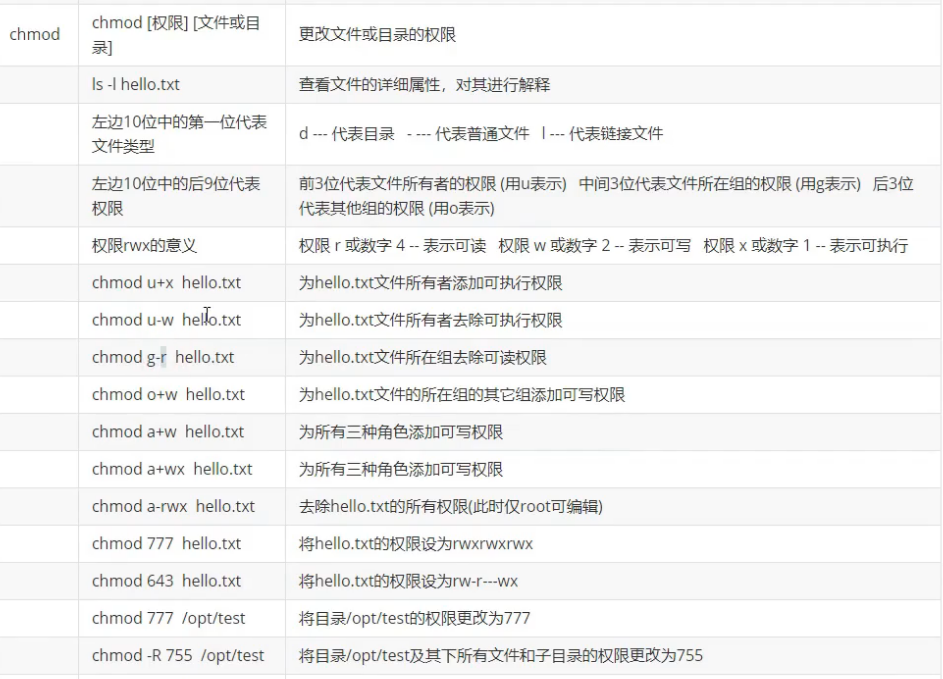 chmod
chmod [权限] [文件或目
录]
更改文件或目录的权限
ls -l hello.txt
查看文件的详细属性，对其进行解释
左边10位中的第一位代表
文件类型
d --- 代表目录 - --- 代表普通文件 l --- 代表链接文件
左边10位中的后9位代表
权限
前3位代表文件所有者的权限 (用u表示) 中间3位代表文件所在组的权限 (用g表示) 后3位
代表其他组的权限 (用o表示)
权限rwx的意义
权限 r 或数字 4 -- 表示可读 权限 w 或数字 2 -- 表示可写 权限 x 或数字 1 -- 表示可执行
chmod u+x hello.txt
为hello.txt文件所有者添加可执行权限
chmod u-w hello.txt
为hello.txt文件所有者去除可执行权限
chmod g-r hello.txt
为hello.txt文件所在组去除可读权限
chmod o+w hello.txt
为hello.txt文件的所在组的其它组添加可写权限
chmod a+w hello.txt
为所有三种角色添加可写权限
chmod a+wx hello.txt
为所有三种角色添加可写权限
chmod a-rwx hello.txt
去除hello.txt的所有权限(此时仅root可编辑)
chmod 777 hello.txt
将hello.txt的权限设为rwxrwxrwx
chmod 643 hello.txt
将hello.txt的权限设为rw-r---wx
chmod 777 /opt/test
将目录/opt/test的权限更改为777
chmod -R 755 /opt/test
将目录/opt/test及其下所有文件和子目录的权限更改为755